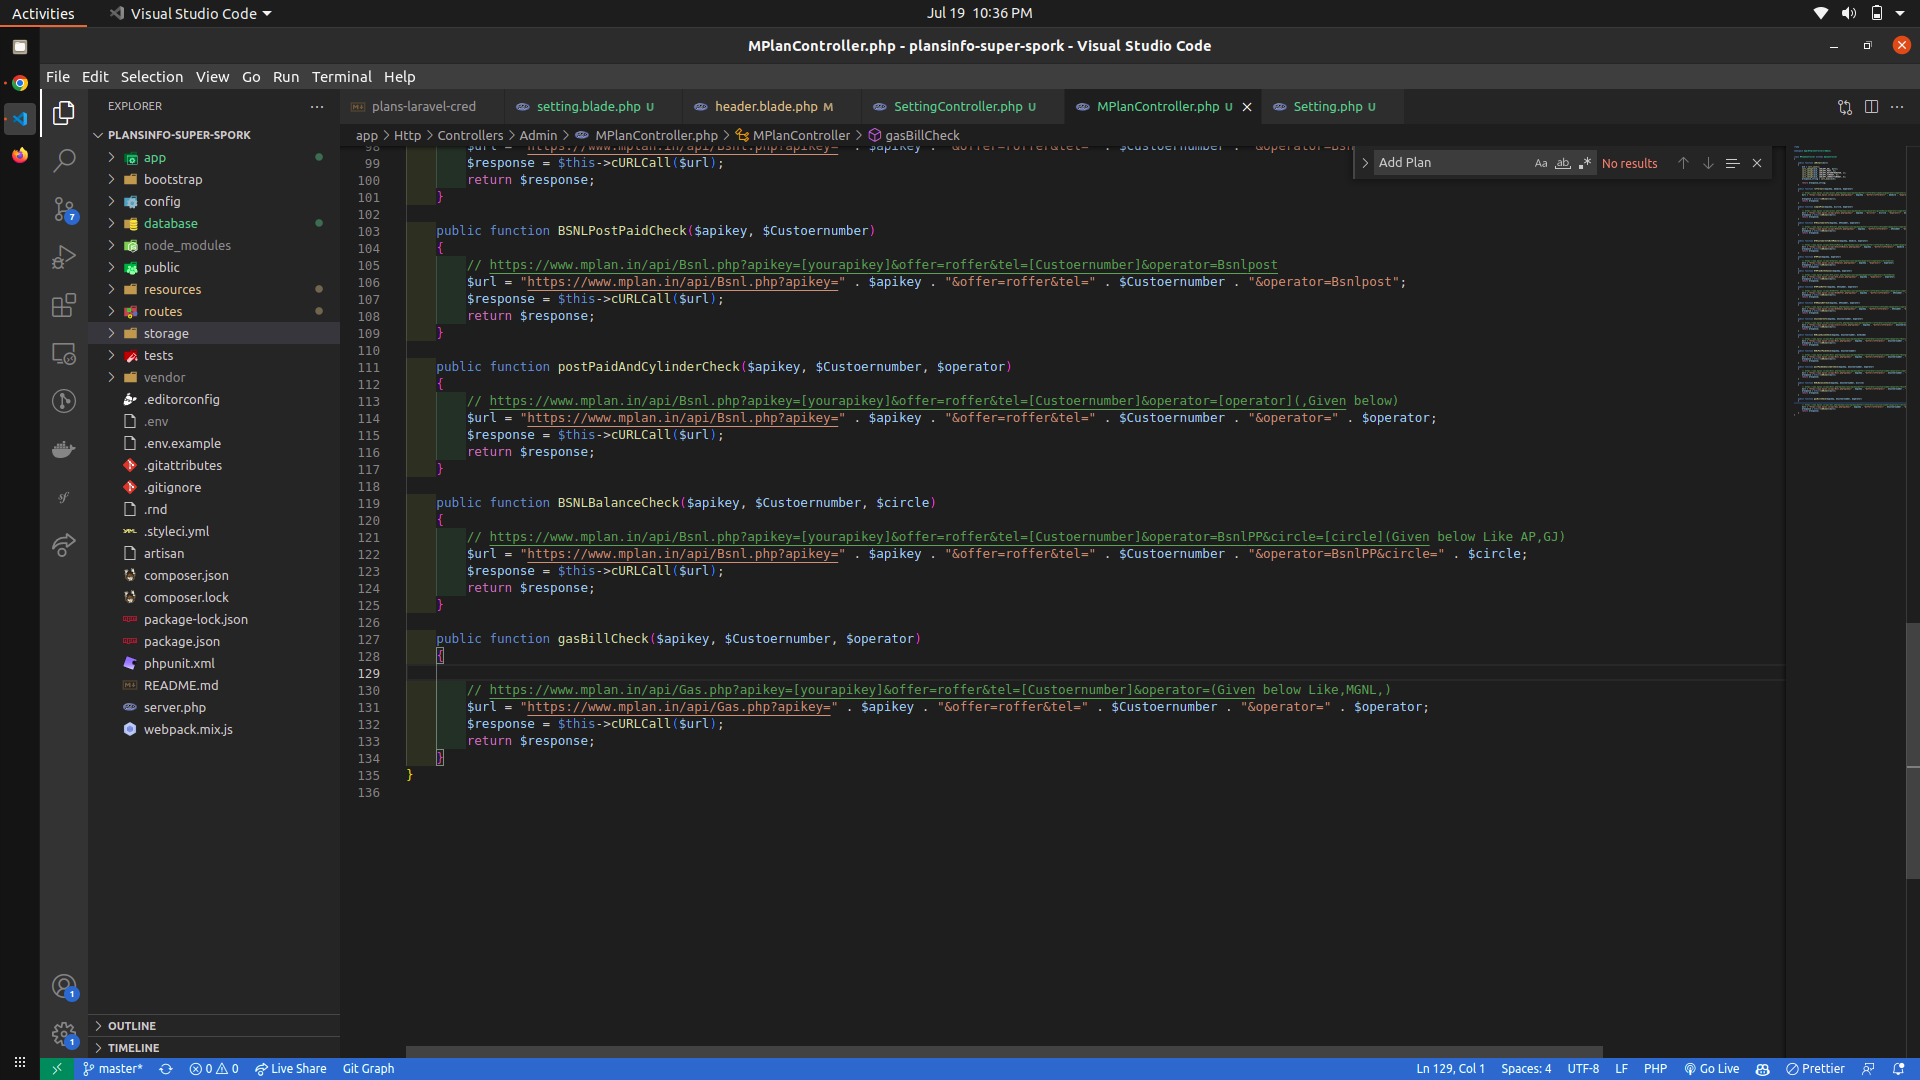 Activities
Visual Studio Code
Jul 19 10:36 PM
MPlanController.php - plansinfo-super-spork - Visual Studio Code
File Edit Selection View Go Run Terminal Help
EXPLORER
PLANSINFO-SUPER-SPORK
app
bootstrap
config
database
node_modules
public
resources
routes
storage
tests
vendor
.editorconfig
.env
.env.example
.gitattributes
.gitignore
.rnd
.styleci.yml
artisan
composer.json
composer.lock
package-lock.json
package.json
phpunit.xml
README.md
server.php
webpack.mix.js
OUTLINE
TIMELINE
7
1
1
plans-laravel-cred
setting.blade.php U
header.blade.php M
SettingController.php U
MPlanController.php U
Setting.php U
app > Http > Controllers > Admin > MPlanController.php > MPlanController > gasBillCheck
Add Plan
Aa ab .*
No results
98 $url = "https://www.mplan.in/api/Bsnl.php?apikey=" . $apikey . "&offer=roffer&tel=" . $Custoernumber . "&operator=Bsn
99 $response = $this->cURLCall($url);
100 return $response;
101 }
102
103 public function BSNLPostPaidCheck($apikey, $Custoernumber)
104 {
105 // https://www.mplan.in/api/Bsnl.php?apikey=[yourapikey]&offer=roffer&tel=[Custoernumber]&operator=Bsnlpost
106 $url = "https://www.mplan.in/api/Bsnl.php?apikey=" . $apikey . "&offer=roffer&tel=" . $Custoernumber . "&operator=Bsnlpost";
107 $response = $this->cURLCall($url);
108 return $response;
109 }
110
111 public function postPaidAndCylinderCheck($apikey, $Custoernumber, $operator)
112 {
113 // https://www.mplan.in/api/Bsnl.php?apikey=[yourapikey]&offer=roffer&tel=[Custoernumber]&operator=[operator](,Given below)
114 $url = "https://www.mplan.in/api/Bsnl.php?apikey=" . $apikey . "&offer=roffer&tel=" . $Custoernumber . "&operator=" . $operator;
115 $response = $this->cURLCall($url);
116 return $response;
117 }
118
119 public function BSNLBalanceCheck($apikey, $Custoernumber, $circle)
120 {
121 // https://www.mplan.in/api/Bsnl.php?apikey=[yourapikey]&offer=roffer&tel=[Custoernumber]&operator=BsnlPP&circle=[circle](Given below Like AP,GJ)
122 $url = "https://www.mplan.in/api/Bsnl.php?apikey=" . $apikey . "&offer=roffer&tel=" . $Custoernumber . "&operator=BsnlPP&circle=" . $circle;
123 $response = $this->cURLCall($url);
124 return $response;
125 }
126
127 public function gasBillCheck($apikey, $Custoernumber, $operator)
128 {
129
130 // https://www.mplan.in/api/Gas.php?apikey=[yourapikey]&offer=roffer&tel=[Custoernumber]&operator=(Given below Like,MGNL,)
131 $url = "https://www.mplan.in/api/Gas.php?apikey=" . $apikey . "&offer=roffer&tel=" . $Custoernumber . "&operator=" . $operator;
132 $response = $this->cURLCall($url);
133 return $response;
134 }
135 }
136
master* 0 0 Live Share Git Graph
Ln 129, Col 1 Spaces: 4 UTF-8 LF PHP Go Live Prettier